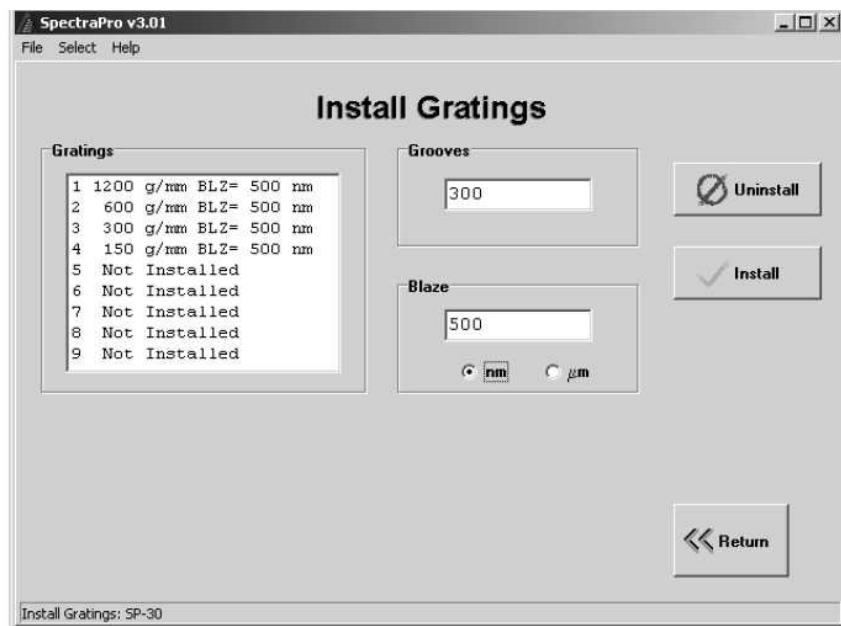 SpectraPro v3.01
File Select Help
Install Gratings
Gratings
1 1200 g/mm BLZ= 500 nm
2 600 g/mm BLZ= 500 nm
3 300 g/mm BLZ= 500 nm
4 150 g/mm BLZ= 500 nm
5 Not Installed
6 Not Installed
7 Not Installed
8 Not Installed
9 Not Installed
Grooves
300
Blaze
500
nm μm
Uninstall
Install
Return
Install Gratings: SP-30